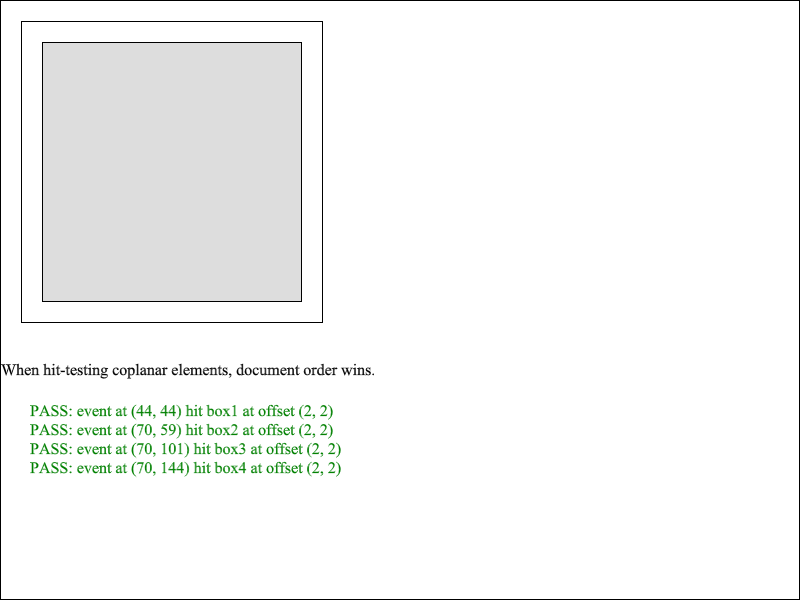 When hit-testing coplanar elements, document order wins.
PASS: event at (44, 44) hit box1 at offset (2, 2)
PASS: event at (70, 59) hit box2 at offset (2, 2)
PASS: event at (70, 101) hit box3 at offset (2, 2)
PASS: event at (70, 144) hit box4 at offset (2, 2)